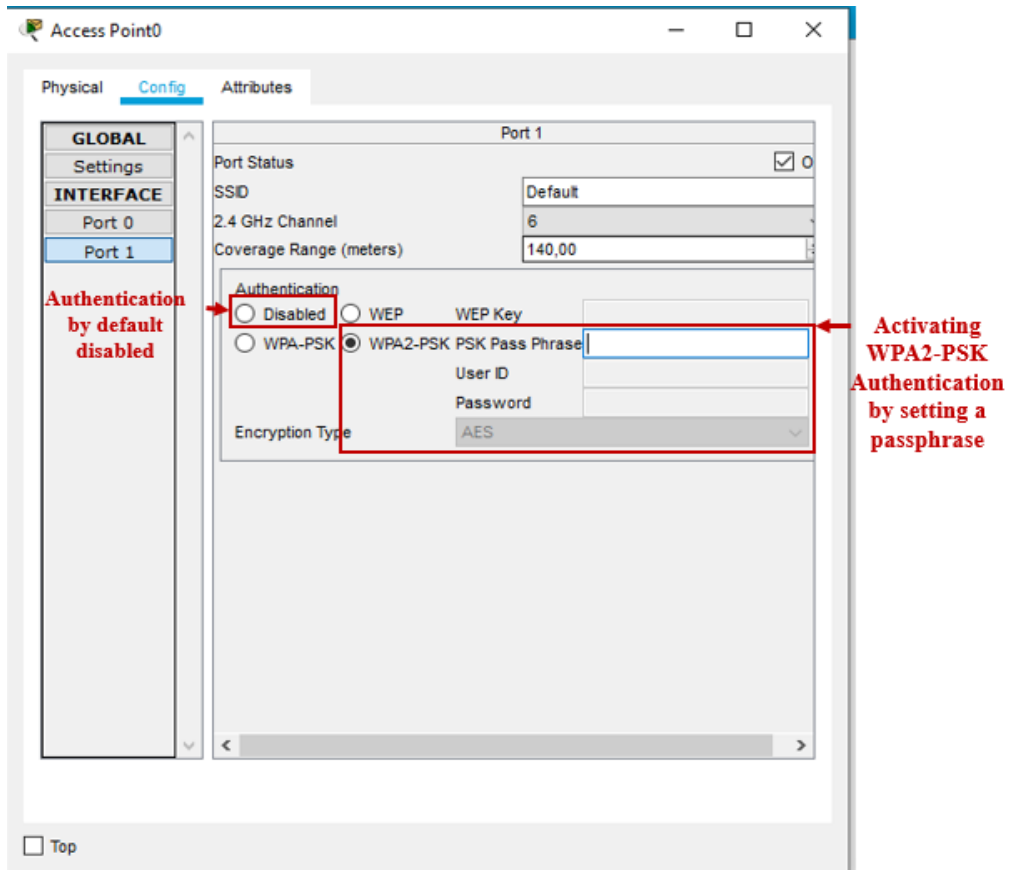 Access Point0
Physical Config Attributes
GLOBAL
Settings
INTERFACE
Port 0
Port 1
Port 1
Port Status O
SSID Default
2.4 GHz Channel 6
Coverage Range (meters) 140,00
Authentication
Disabled WEP WEP Key
WPA-PSK WPA2-PSK PSK Pass Phrase
User ID
Password
Encryption Type AES
Authentication
by default
disabled
Activating
WPA2-PSK
Authentication
by setting a
passphrase
Top